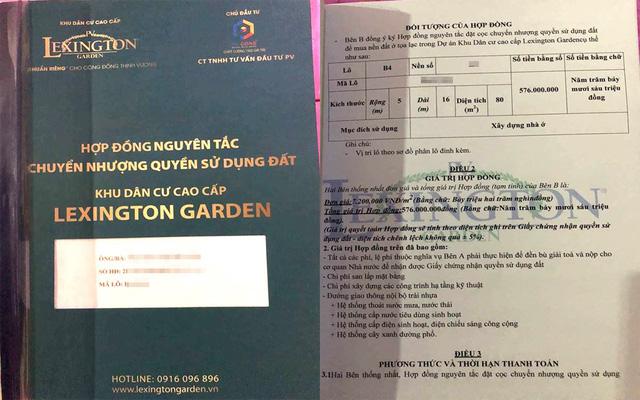 KHU DÂN CƯ CAO CẤP
PV
LEXINGTON
GARDEN
"CHUẨN RIÊNG" CHO CỘNG ĐỒNG THỊNH VƯỢNG
CHỦ ĐẦU TƯ
CT TNHH TƯ VẤN ĐẦU TƯ PV
HỢP ĐỒNG NGUYÊN TẮC
CHUYỂN NHƯỢNG QUYỀN SỬ DỤNG ĐẤT
KHU DÂN CƯ CAO CẤP
LEXINGTON GARDEN
ÔNG/BÀ:
SỐ HĐ: 2
MÃ LÔ:
HOTLINE: 0916 096 896
www.lexingtongarden.vn
ĐỐI TƯỢNG CỦA HỢP ĐỒNG
- Bên B đồng ý ký Hợp đồng nguyên tắc đặt cọc chuyển nhượng quyền sử dụng đất
để mua nền đất ở tọa lạc trong Dự án Khu Dân cư cao cấp Lexington Gardencụ thể
như sau:
Lô B4 Nền số Số tiền bằng số Số tiền bằng chữ
Mã Lô
576.000.000 Năm trăm bảy mươi sáu triệu đồng
Kích thước Rộng (m) 5 Dài (m) 16 Diện tích (m²) 80
Mục đích sử dụng Xây dựng nhà ở
Ghi chú:
- Vị trí lô theo sơ đồ phân lô đính kèm.
ĐIỀU 2
GIÁ TRỊ HỢP ĐỒNG
Hai Bên thống nhất đơn giá và tổng giá trị Hợp đồng (tạm tính) của Bên B là:
Đơn giá: 7.200.000 VNĐ/m² (Bằng chữ: Bảy triệu hai trăm nghìnđồng)
Tổng giá trị Hợp đồng:576.000.000đồng (Bằng chữ:Năm trăm bảy mươi sáu triệu
đồng).
(Giá trị quyết toán Hợp đồng sẽ tính theo diện tích ghi trên Giấy chứng nhận quyền sử
dụng đất - diện tích chênh lệch không quá ± 5%).
2. Giá trị Hợp đồng trên đã bao gồm:
- Tất cả các phí, lệ phí thuộc nghĩa vụ Bên A phải thực hiện để đền bù giải toả và nộp cho
cơ quan Nhà nước để nhận được Giấy chứng nhận quyền sử dụng đất
- Chi phí san lấp mặt bằng
- Chi phí xây dựng các công trình hạ tầng kỹ thuật
- Đường giao thông nội bộ trải nhựa
+ Hệ thống thoát nước mưa, nước thải
+ Hệ thống cấp nước tiêu dùng sinh hoạt
+ Hệ thống cấp điện sinh hoạt, điện chiếu sáng công cộng
+ Hệ thống cây xanh đường phố.
ĐIỀU 3
PHƯƠNG THỨC VÀ THỜI HẠN THANH TOÁN
3.1Hai Bên thống nhất, Hợp đồng nguyên tắc đặt cọc chuyển nhượng quyền sử dụng